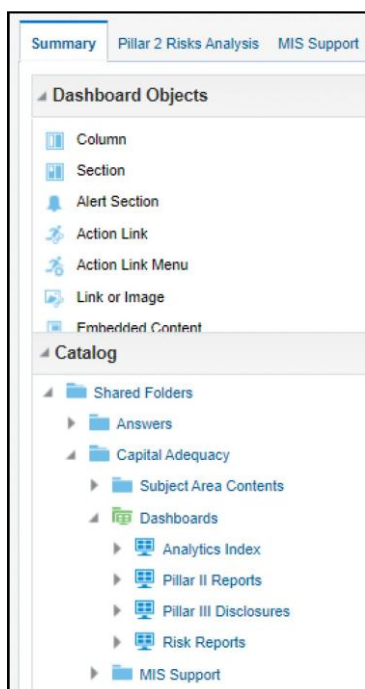 Summary Pillar 2 Risks Analysis MIS Support
Dashboard Objects
Column
Section
Alert Section
Action Link
Action Link Menu
Link or Image
Embedded Content
Catalog
Shared Folders
Answers
Capital Adequacy
Subject Area Contents
Dashboards
Analytics Index
Pillar II Reports
Pillar III Disclosures
Risk Reports
MIS Support